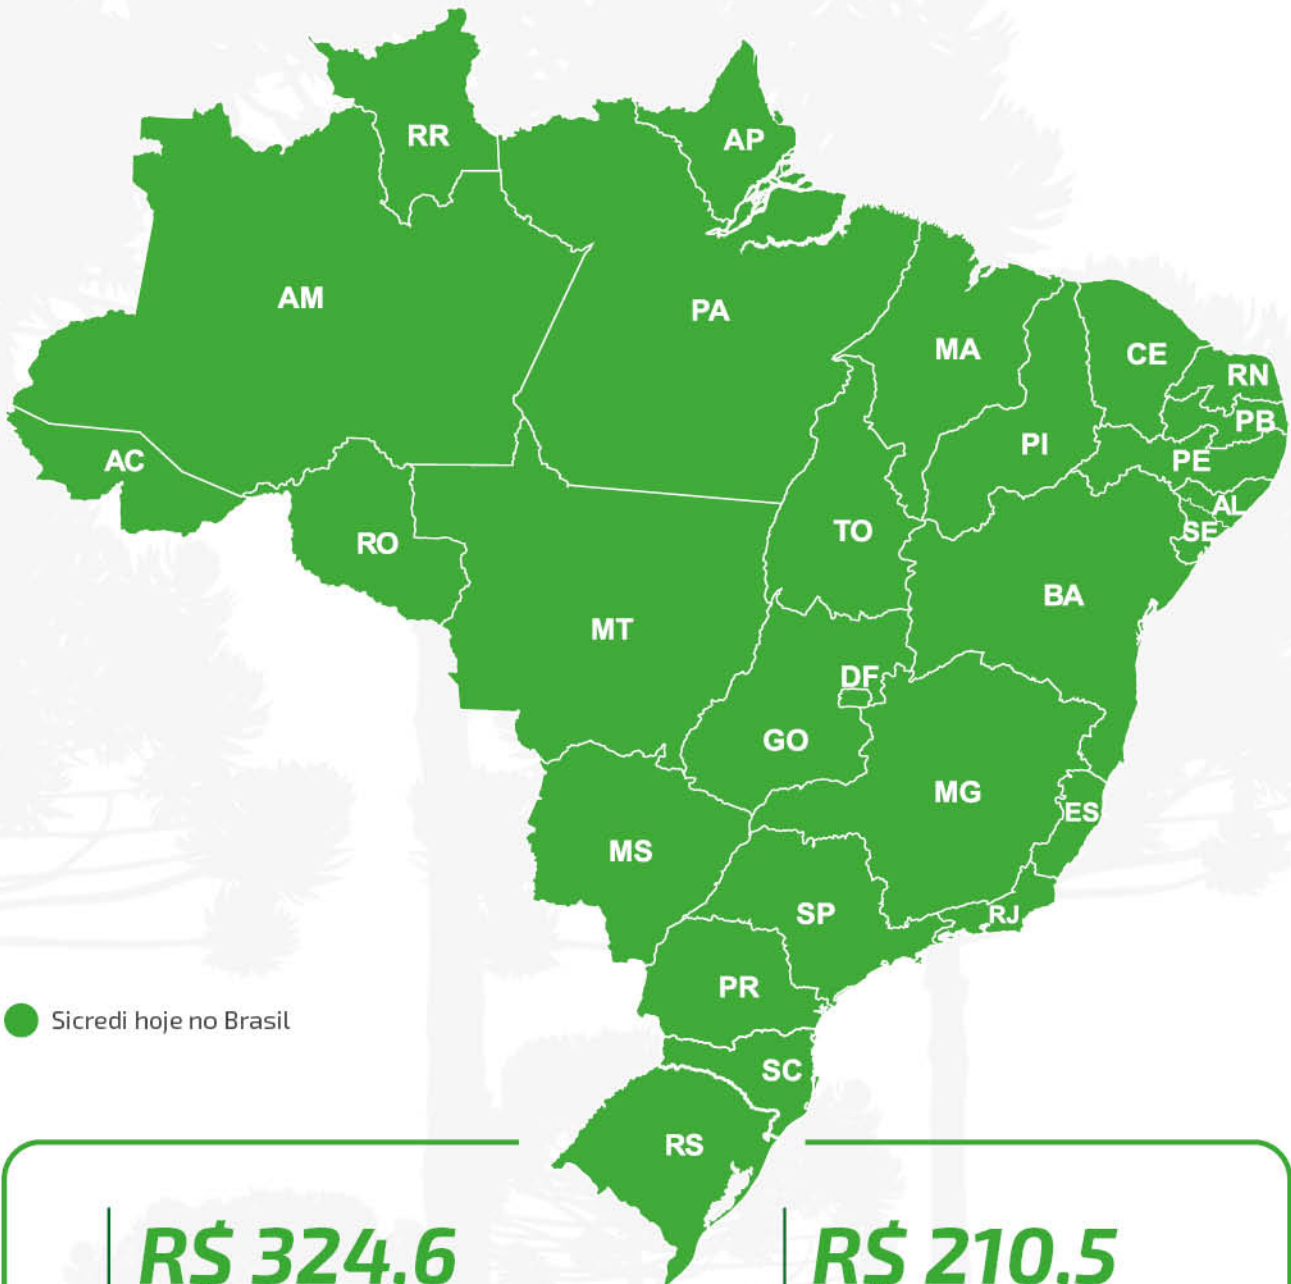 RR
AP
AM
PA
MA
CE
RN
PB
PI
PE
AC
AL
SE
TO
RO
BA
MT
DF
GO
MG
ES
MS
SP
RJ
PR
Sicredi hoje no Brasil
SC
RS
R$ 324,6
R$ 210,5